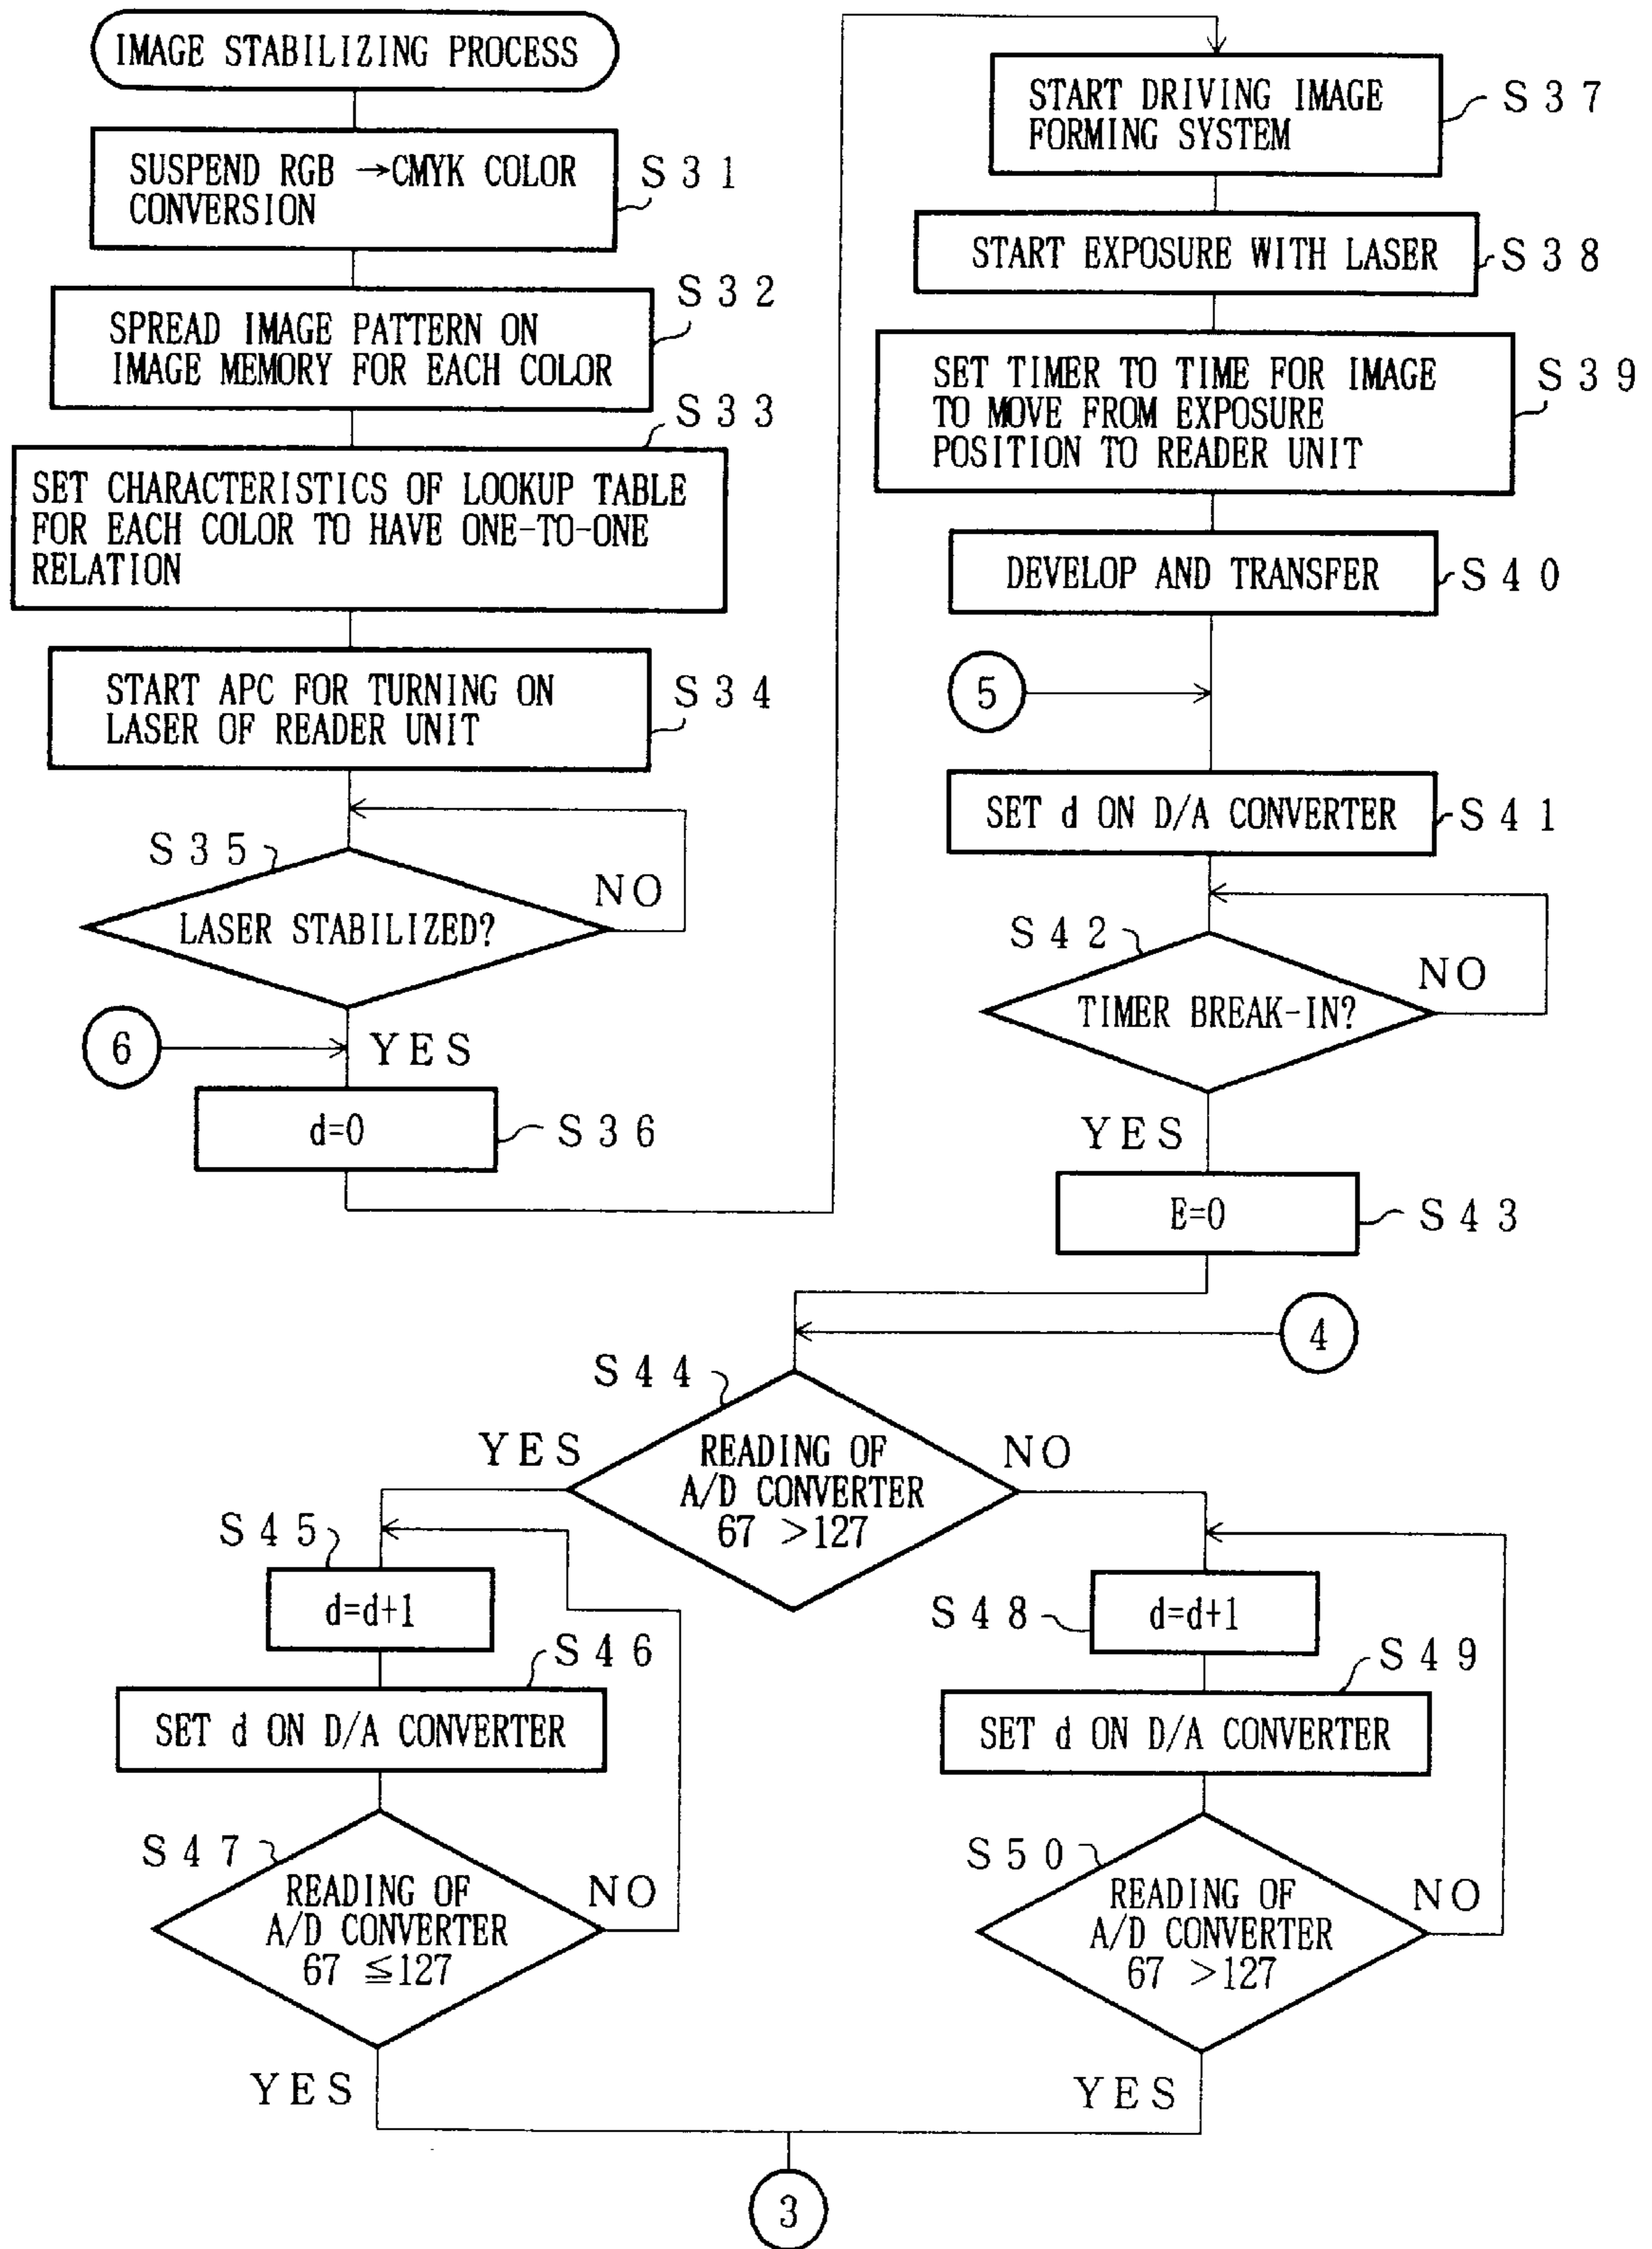 IMAGE STABILIZING PROCESS
SUSPEND RGB →CMYK COLOR
CONVERSION
S31
SPREAD IMAGE PATTERN ON
IMAGE MEMORY FOR EACH COLOR
S32
SET CHARACTERISTICS OF LOOKUP TABLE
FOR EACH COLOR TO HAVE ONE-TO-ONE
RELATION
S33
START APC FOR TURNING ON
LASER OF READER UNIT
S34
S35
LASER STABILIZED?
NO
6
YES
d=0
S36
START DRIVING IMAGE
FORMING SYSTEM
S37
START EXPOSURE WITH LASER
S38
SET TIMER TO TIME FOR IMAGE
TO MOVE FROM EXPOSURE
POSITION TO READER UNIT
S39
DEVELOP AND TRANSFER
S40
5
SET d ON D/A CONVERTER
S41
S42
TIMER BREAK-IN?
NO
YES
E=0
S43
4
S44
READING OF
A/D CONVERTER
67 >127
YES
NO
S45
d=d+1
S46
SET d ON D/A CONVERTER
S47
READING OF
A/D CONVERTER
67 ≦127
NO
YES
S48
d=d+1
S49
SET d ON D/A CONVERTER
S50
READING OF
A/D CONVERTER
67 >127
NO
YES
3